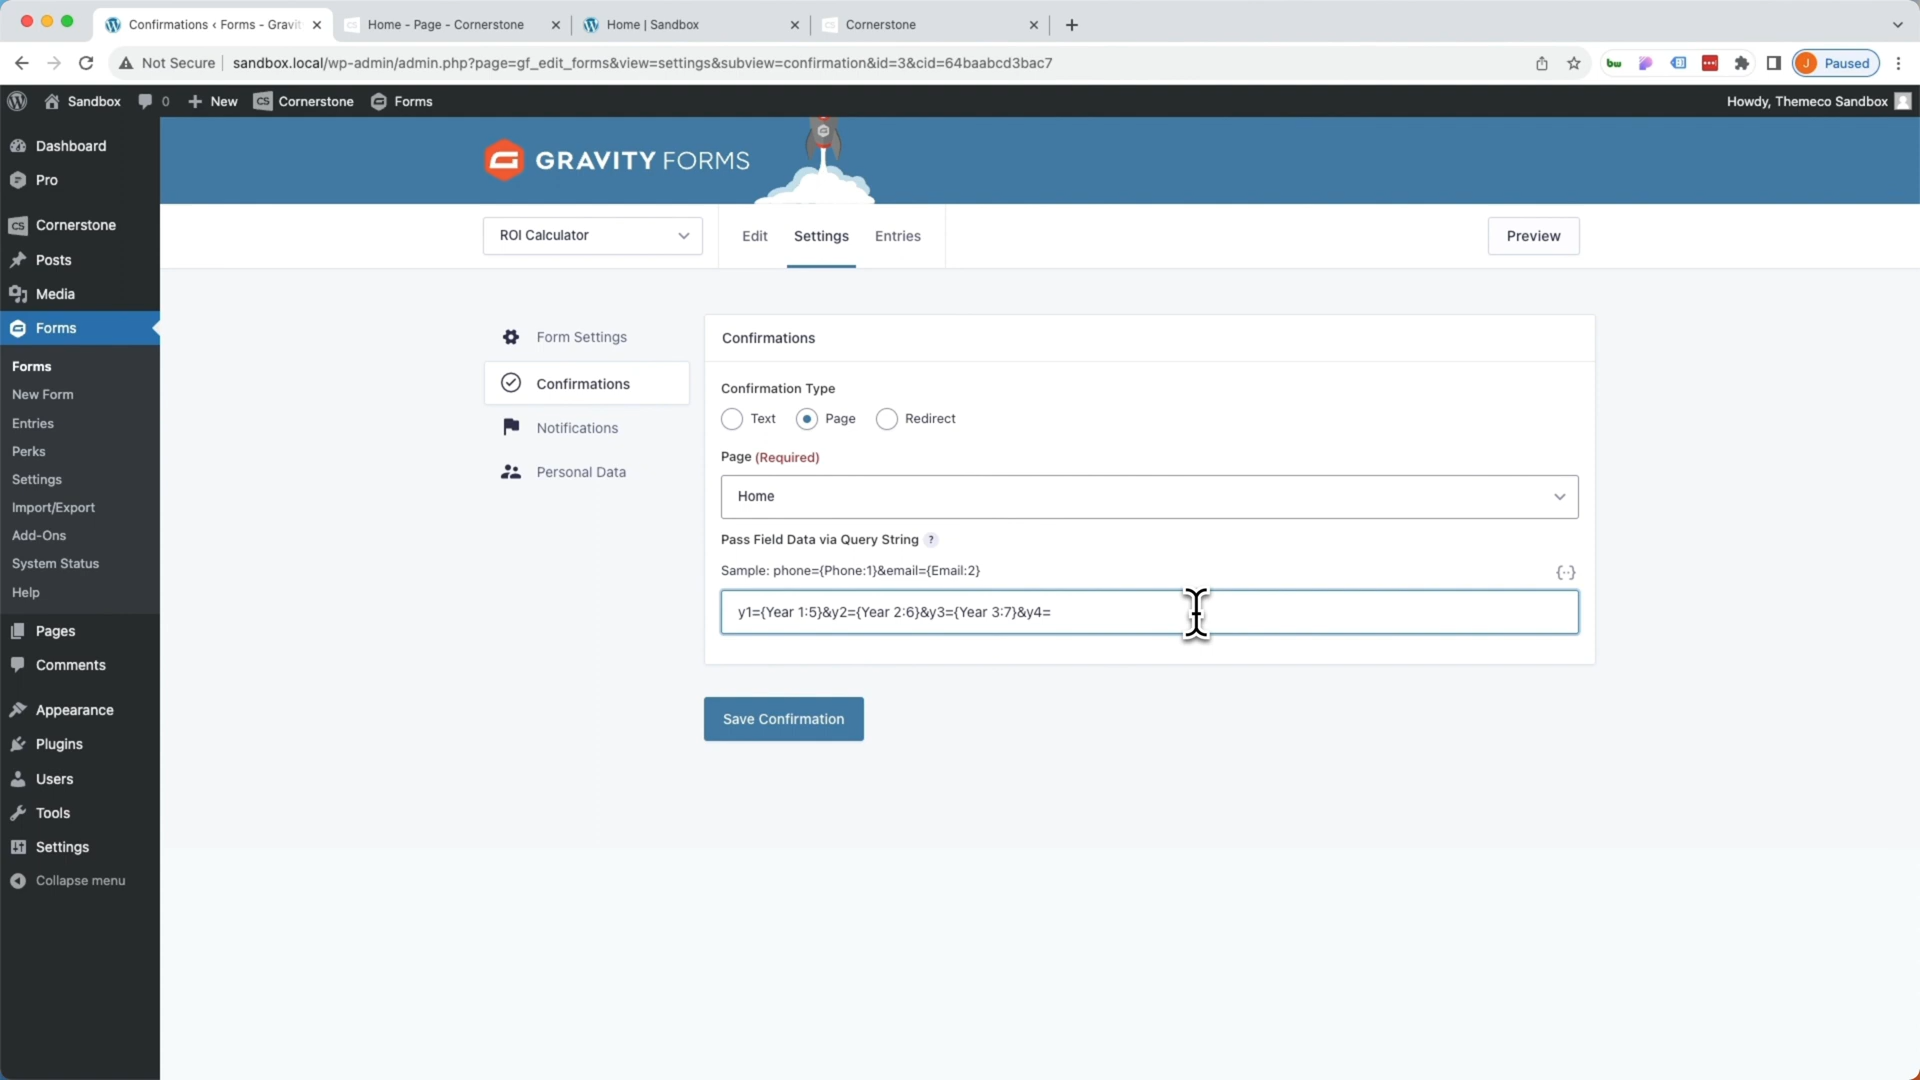 Confirmations ‹ Forms - Gravit
Home - Page - Cornerstone
Home | Sandbox
Cornerstone
Not Secure
sandbox.local/wp-admin/admin.php?page=gf_edit_forms&view=settings&subview=confirmation&id=3&cid=64baabcd3bac7
bw
J
Paused
Sandbox
0
New
CS
Cornerstone
Forms
Howdy, Themeco Sandbox
Dashboard
Pro
CS
Cornerstone
Posts
Media
Forms
Forms
New Form
Entries
Perks
Settings
Import/Export
Add-Ons
System Status
Help
Pages
Comments
Appearance
Plugins
Users
Tools
Settings
Collapse menu
GRAVITY FORMS
ROI Calculator
Edit
Settings
Entries
Preview
Form Settings
Confirmations
Notifications
Personal Data
Confirmations
Confirmation Type
Text
Page
Redirect
Page (Required)
Home
Pass Field Data via Query String ?
Sample: phone={Phone:1}&email={Email:2}
y1={Year 1:5}&y2={Year 2:6}&y3={Year 3:7}&y4=
Save Confirmation